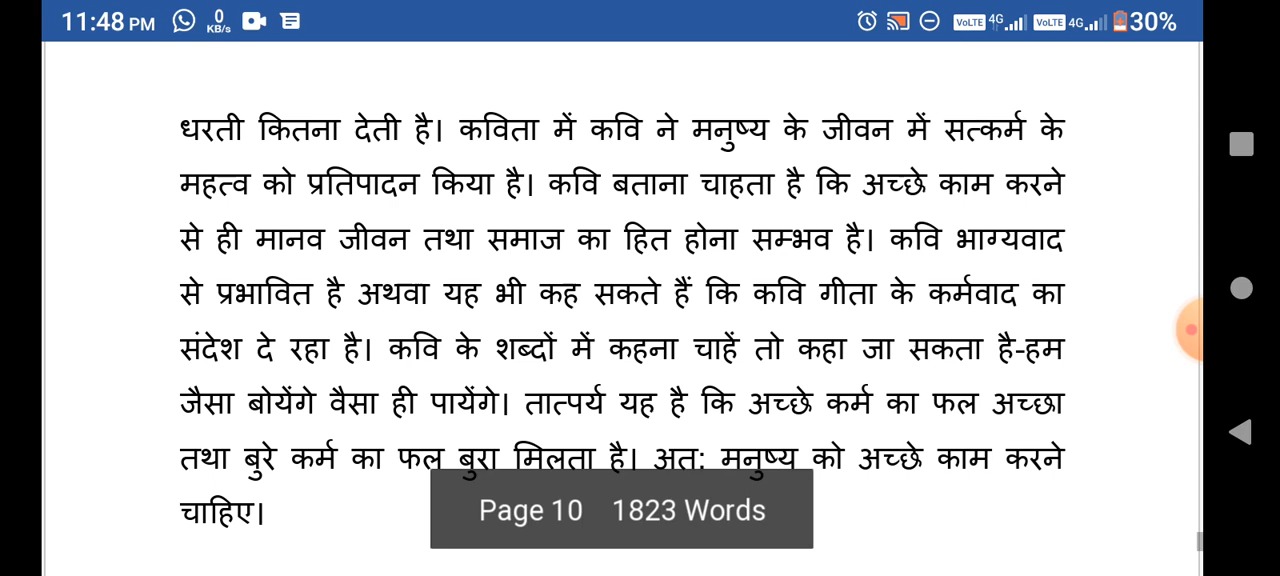 11:48 PM 0 KB/s VoLTE 4G VoLTE 4G 30%
धरती कितना देती है। कविता में कवि ने मनुष्य के जीवन में सत्कर्म के
महत्व को प्रतिपादन किया है। कवि बताना चाहता है कि अच्छे काम करने
से ही मानव जीवन तथा समाज का हित होना सम्भव है। कवि भाग्यवाद
से प्रभावित है अथवा यह भी कह सकते हैं कि कवि गीता के कर्मवाद का
संदेश दे रहा है। कवि के शब्दों में कहना चाहें तो कहा जा सकता है-हम
जैसा बोयेंगे वैसा ही पायेंगे। तात्पर्य यह है कि अच्छे कर्म का फल अच्छा
तथा बुरे कर्म का फल बुरा मिलता है। अत: मनुष्य को अच्छे काम करने
चाहिए।
Page 10 1823 Words